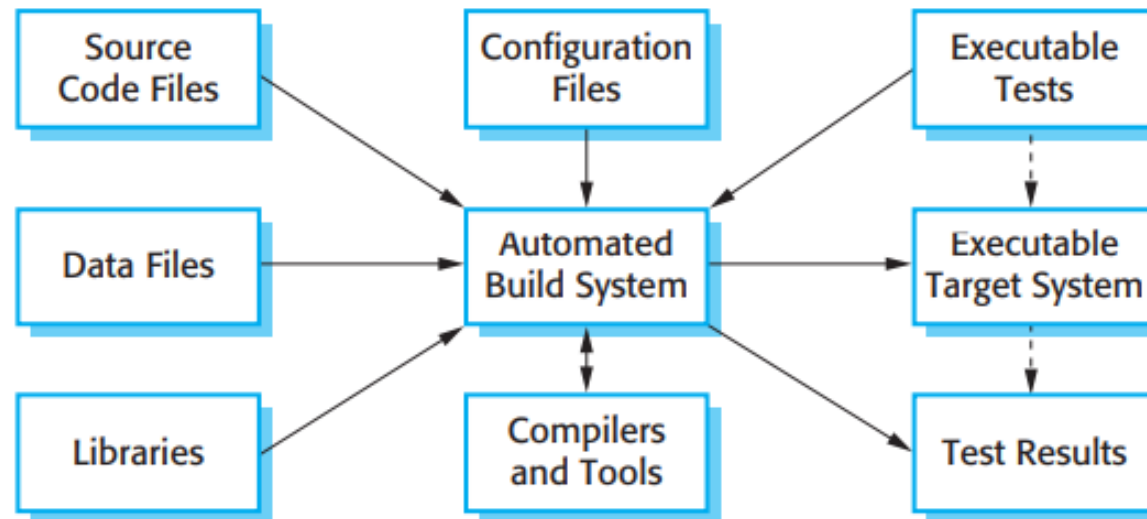 Source
Code Files
Configuration
Files
Executable
Tests
Data Files
Automated
Build System
Executable
Target System
Libraries
Compilers
and Tools
Test Results